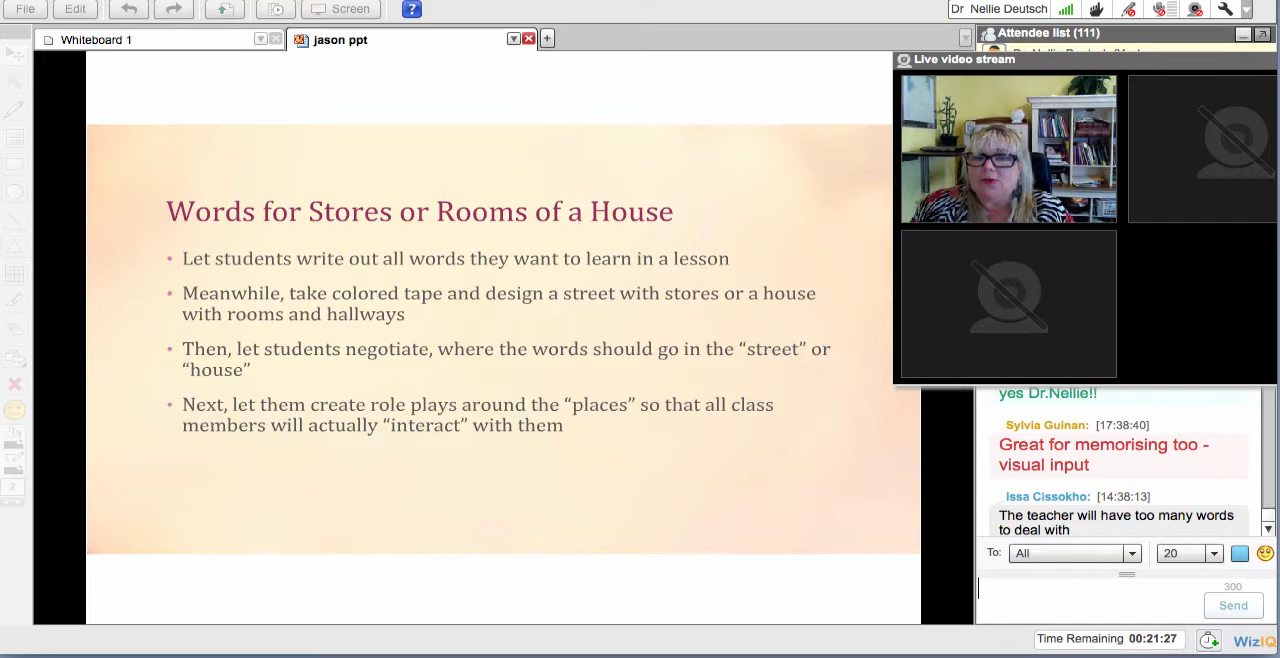 File
Edit
Screen
?
Dr Nellie Deutsch
Whiteboard 1
jason ppt
Attendee list (111)
Live video stream
Words for Stores or Rooms of a House
• Let students write out all words they want to learn in a lesson
• Meanwhile, take colored tape and design a street with stores or a house
with rooms and hallways
• Then, let students negotiate, where the words should go in the “street” or
“house”
• Next, let them create role plays around the “places” so that all class
members will actually “interact” with them
yes Dr.Nellie!!
Sylvia Guinan: [17:38:40]
Great for memorising too -
visual input
Issa Cissokho: [14:38:13]
The teacher will have too many words
to deal with
To: All 20
300
Send
2
Time Remaining 00:21:27
WizIQ